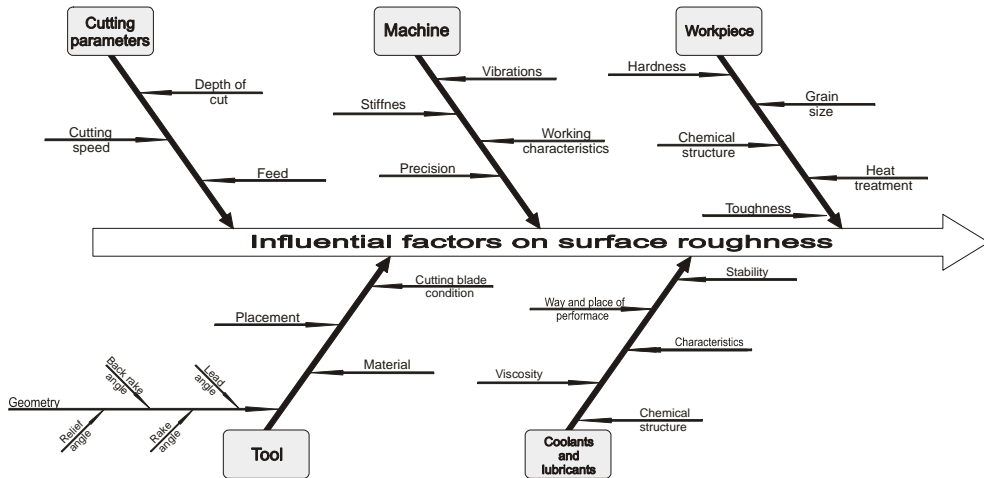 Cutting
parameters
Depth of
cut
Cutting
speed
Feed
Machine
Vibrations
Stiffnes
Working
characteristics
Precision
Workpiece
Hardness
Grain
size
Chemical
structure
Heat
treatment
Toughness
Influential factors on surface roughness
Cutting blade
condition
Placement
Material
Back rake
angle
Lead
angle
Geometry
Relief
angle
Rake
angle
Tool
Stability
Way and place of
performace
Characteristics
Viscosity
Chemical
structure
Coolants
and
lubricants